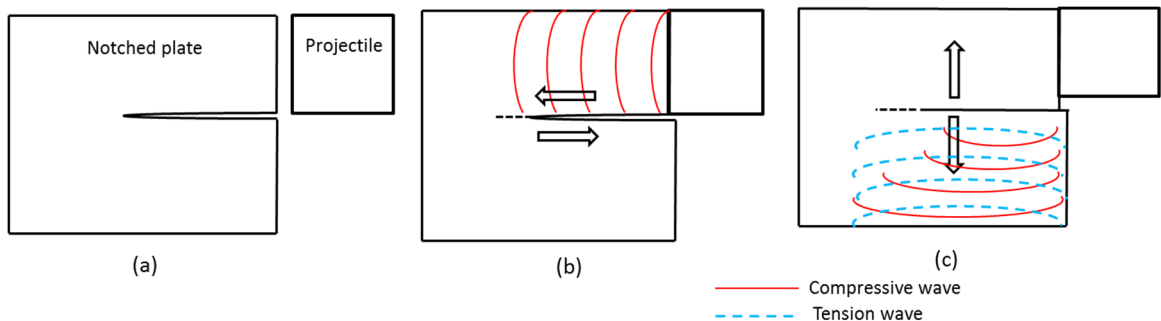 Notched plate
Projectile
(a)
(b)
(c)
Compressive wave
Tension wave